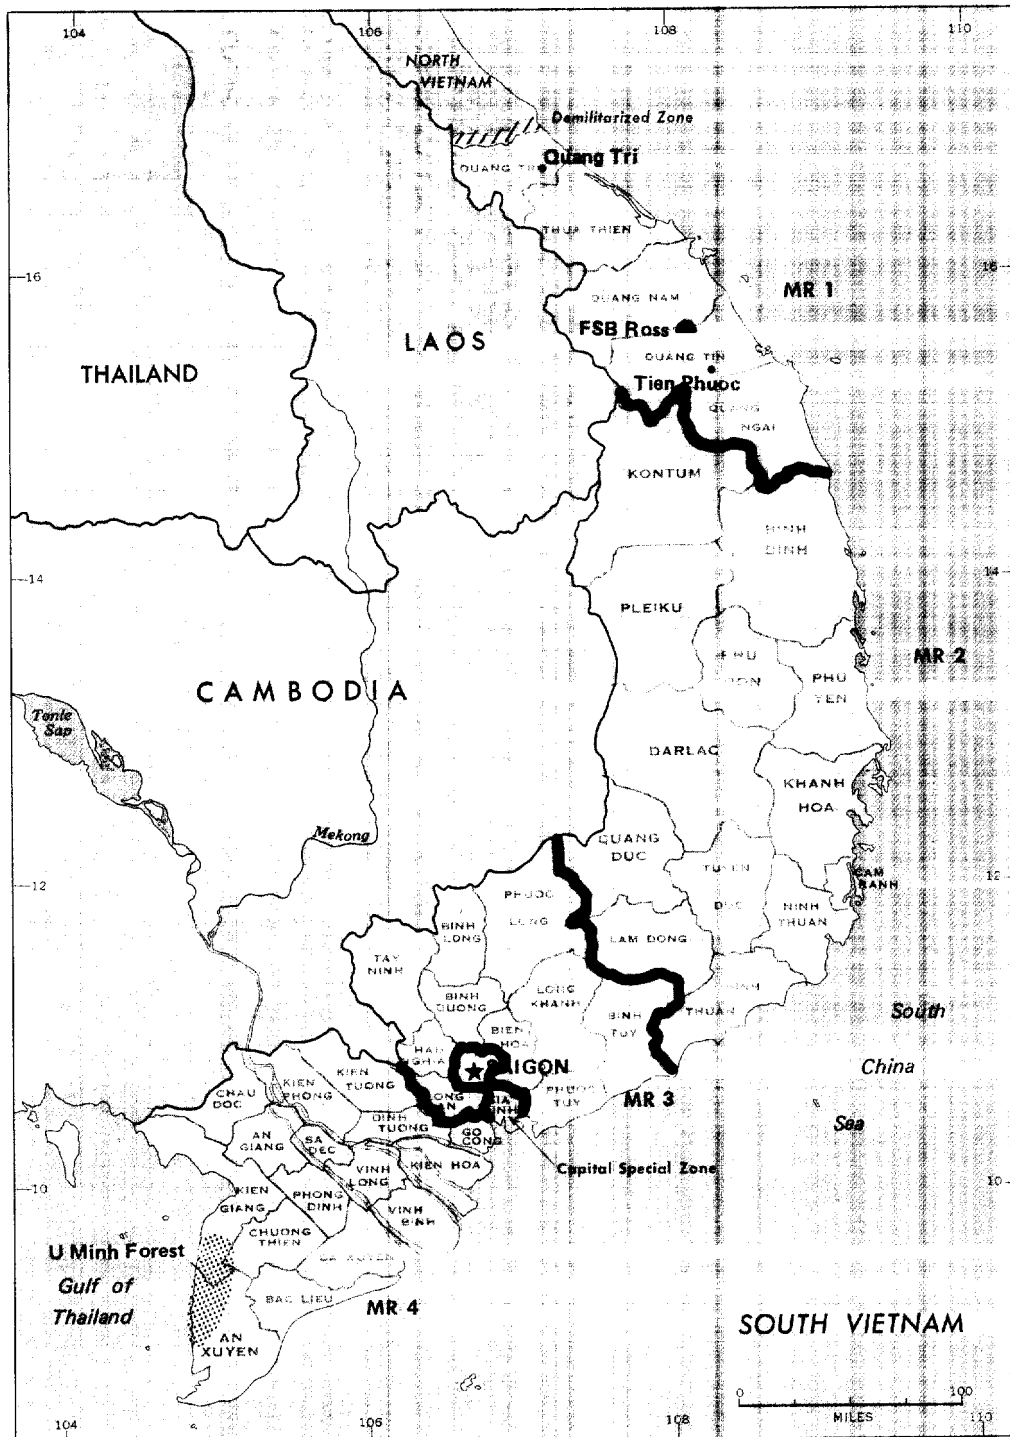 104
106
108
110
NORTH
VIETNAM
Demilitarized Zone
Quang Tri
QUANG TRI
THUA THIEN
16
16
MR 1
QUANG NAM
FSB Ross
LAOS
THAILAND
QUANG TIN
Tien Phuoc
QUANG
NGAI
KONTUM
BINH
DINH
14
14
PLEIKU
MR 2
PHU
BON
PHU
YEN
CAMBODIA
Tonle
Sap
DARLAC
KHANH
HOA
Mekong
QUANG
DUC
TUYEN
DUC
CAM
RANH
12
12
PHUOC
LONG
NINH
THUAN
BINH
LONG
LAM DONG
TAY
NINH
LONG
KHANH
BINH
DUONG
BINH
TUY
BINH
THUAN
South
China
Sea
BIEN
HOA
HAU
NGHIA
SAIGON
KIEN
TUONG
CHAU
DOC
KIEN
PHONG
LONG
AN
GIA
DINH
PHUOC
TUY
MR 3
DINH
TUONG
GO
CONG
AN
GIANG
SA
DEC
Capital Special Zone
VINH
LONG
KIEN HOA
10
10
KIEN
GIANG
PHONG
DINH
VINH
BINH
CHUONG
THIEN
U Minh Forest
Gulf of
Thailand
BAC LIEU
MR 4
AN
XUYEN
SOUTH VIETNAM
0
100
MILES
104
106
108
110